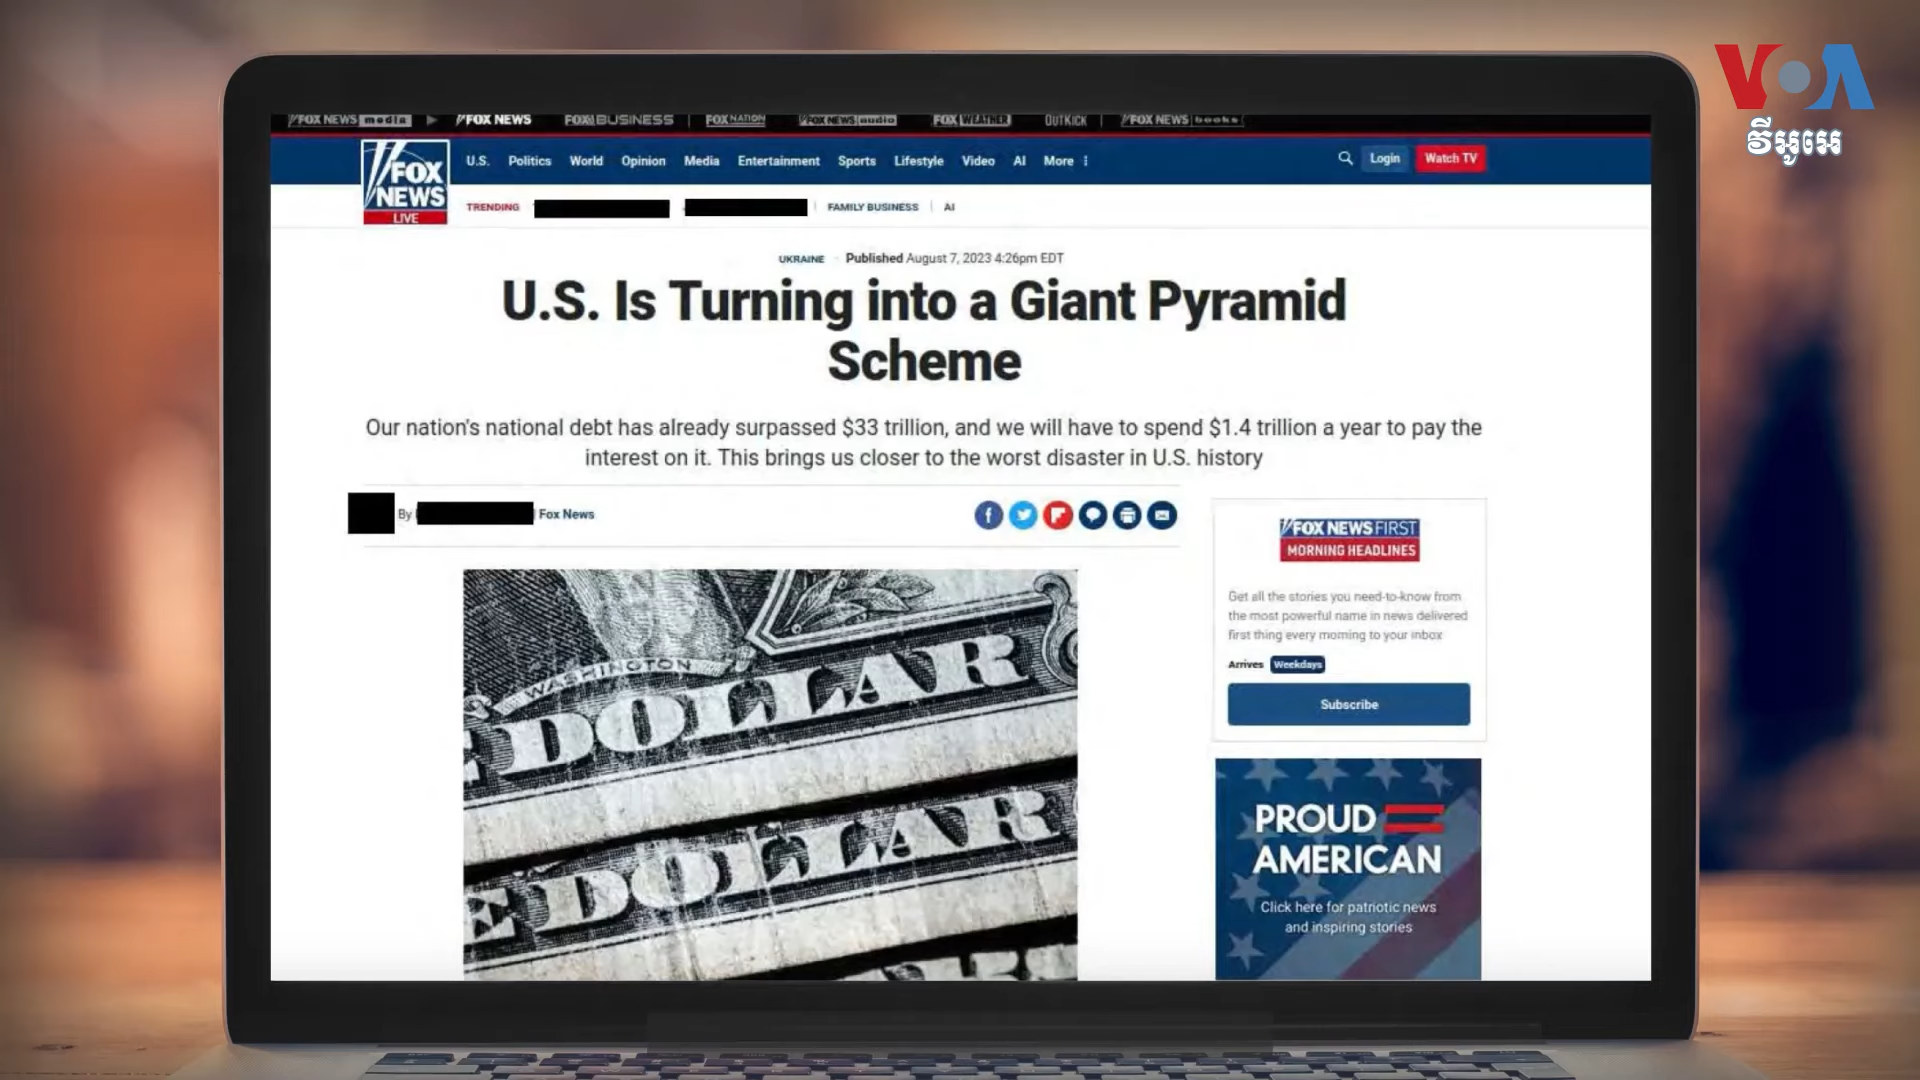 VOA
វីអូអេ
FOX NEWS media
FOX NEWS
FOX BUSINESS
FOX NATION
FOX NEWS audio
FOX WEATHER
OUTKICK
FOX NEWS books
FOX NEWS
LIVE
U.S. Politics World Opinion Media Entertainment Sports Lifestyle Video AI More
Login
Watch TV
TRENDING
FAMILY BUSINESS
AI
UKRAINE
Published August 7, 2023 4:26pm EDT
U.S. Is Turning into a Giant Pyramid
Scheme
Our nation's national debt has already surpassed $33 trillion, and we will have to spend $1.4 trillion a year to pay the
interest on it. This brings us closer to the worst disaster in U.S. history
By
Fox News
WASHINGTON
E DOLLAR
E DOLLAR
FOX NEWS FIRST
MORNING HEADLINES
Get all the stories you need-to-know from
the most powerful name in news delivered
first thing every morning to your inbox
Arrives Weekdays
Subscribe
PROUD
AMERICAN
Click here for patriotic news
and inspiring stories